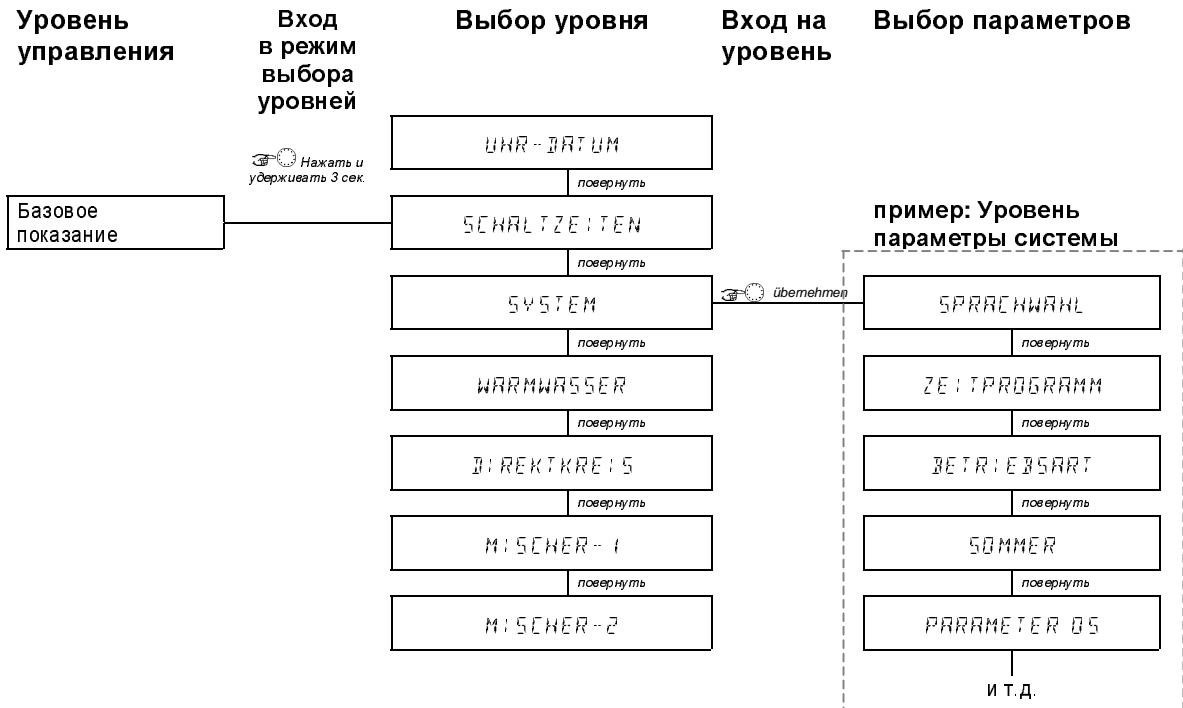 Уровень
управления
Вход
в режим
выбора
уровней
Выбор уровня
Вход на
уровень
Выбор параметров
Нажать и
удерживать 3 сек.
Базовое
показание
UHR-DATUM
повернуть
SCHALTZEITEN
повернуть
SYSTEM
повернуть
WARMWASSER
повернуть
DIREKTKREIS
повернуть
MISCHER-1
повернуть
MISCHER-2
übernehmen
пример: Уровень
параметры системы
SPRACHWAHL
повернуть
ZEITPROGRAMM
повернуть
BETRIEBSART
повернуть
SOMMER
повернуть
PARAMETER 05
и т.д.